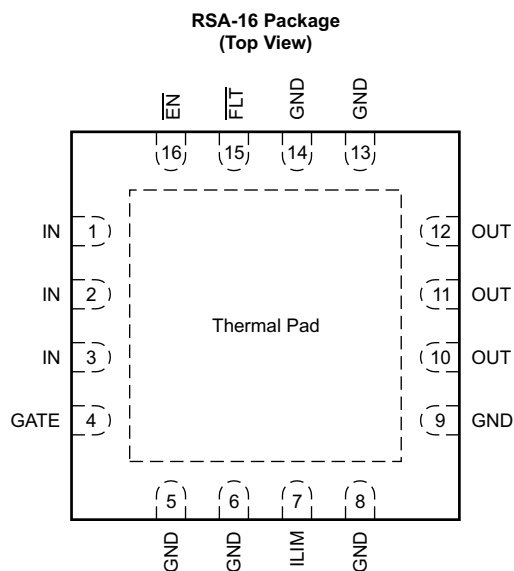 RSA-16 Package
(Top View)
EN FLT GND GND
16 15 14 13
IN 1 12 OUT
IN 2 11 OUT
Thermal Pad
IN 3 10 OUT
GATE 4 9 GND
5 6 7 8
GND GND ILIM GND